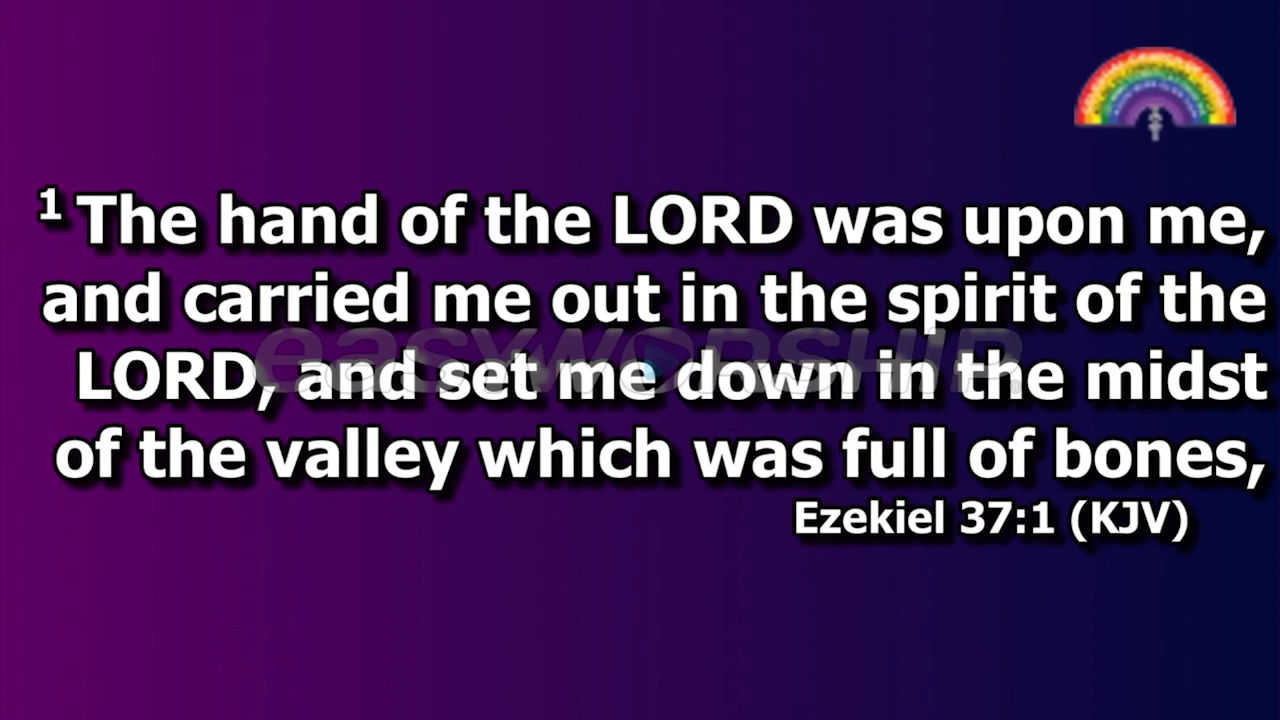 1 The hand of the LORD was upon me,
and carried me out in the spirit of the
LORD, and set me down in the midst
of the valley which was full of bones,
Ezekiel 37:1 (KJV)
easyworship®